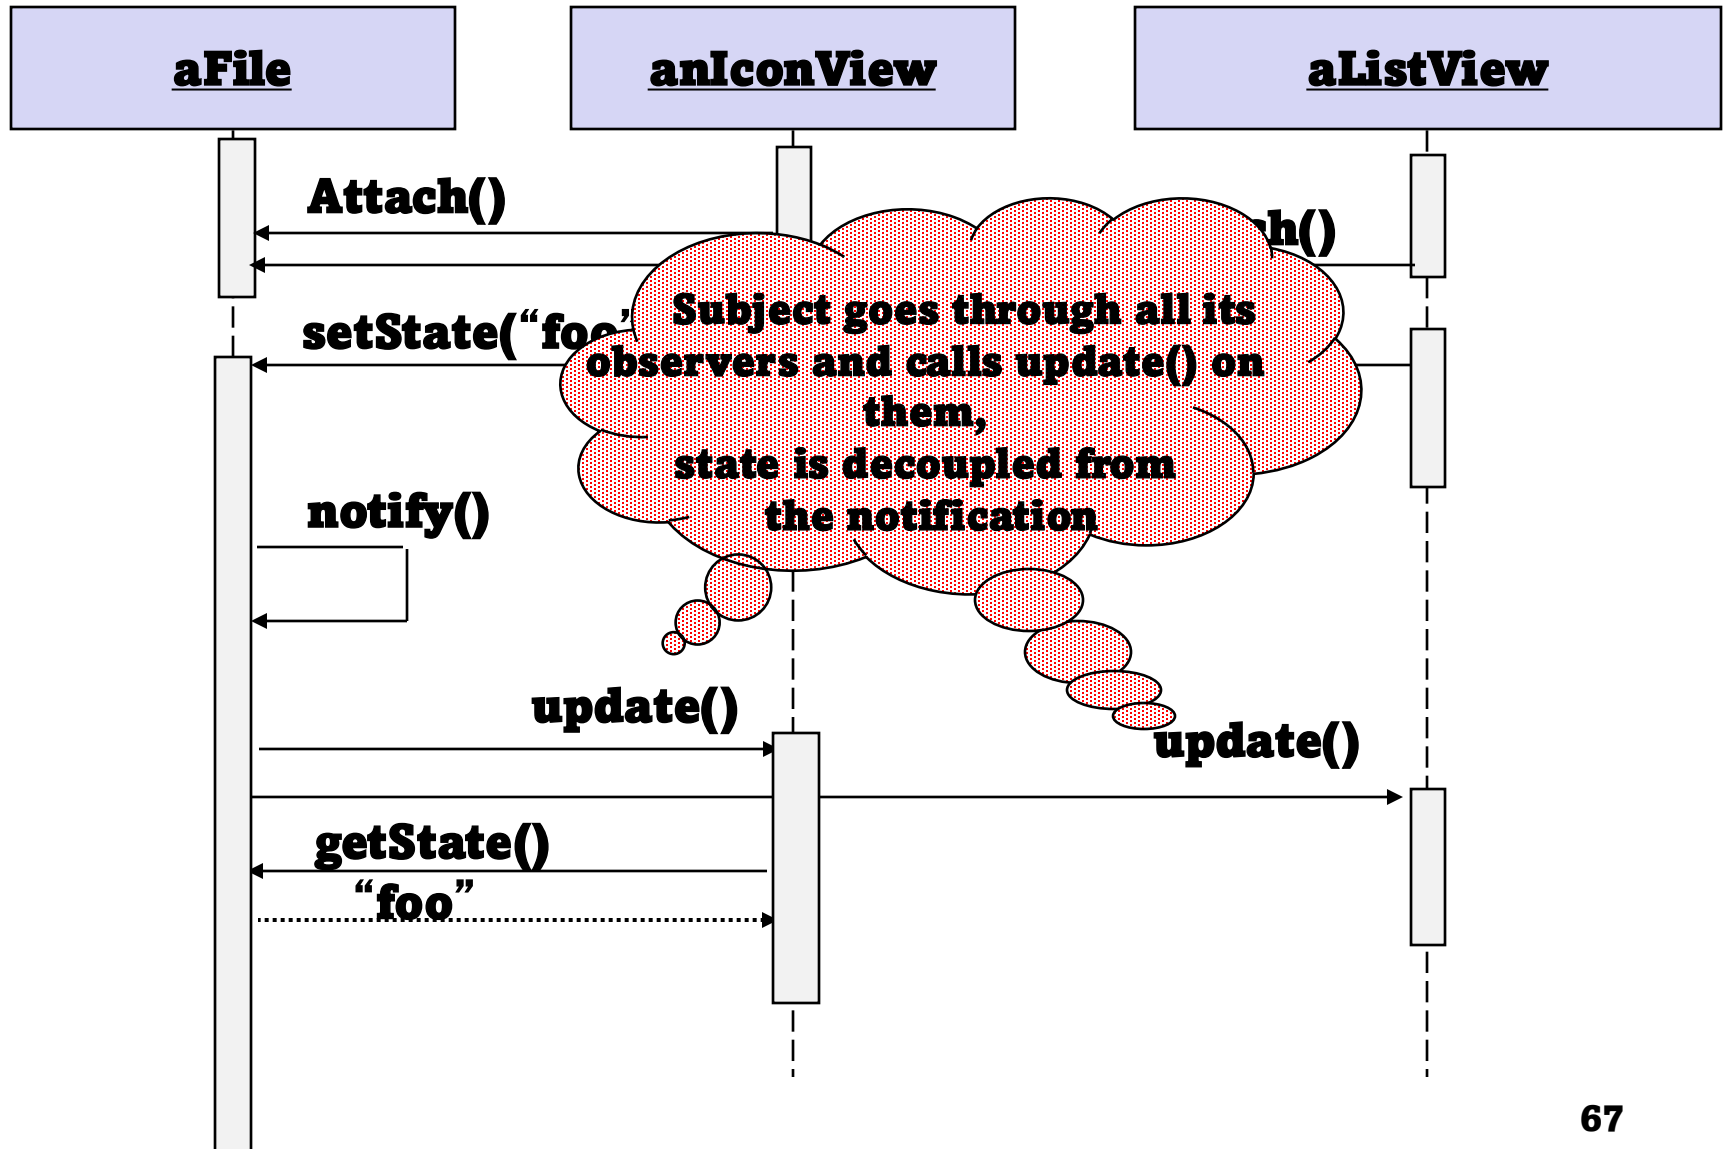 aFile
anIconView
aListView
Attach()
setState(“foo
Subject goes through all its
observers and calls update() on
them,
state is decoupled from
the notification
notify()
update()
update()
getState()
“foo”
67